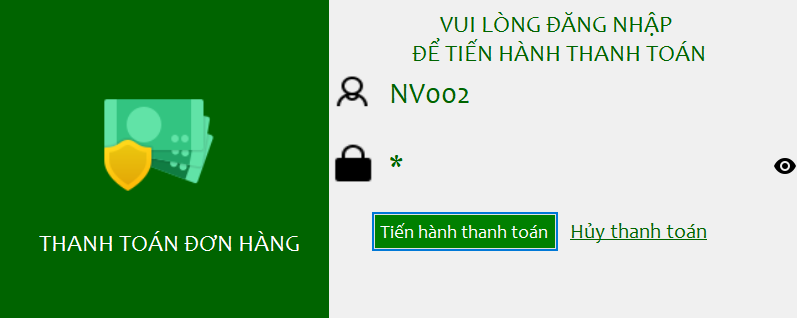 VUI LÒNG ĐĂNG NHẬP
ĐỂ TIẾN HÀNH THANH TOÁN
NV002
*
THANH TOÁN ĐƠN HÀNG
Tiến hành thanh toán
Hủy thanh toán